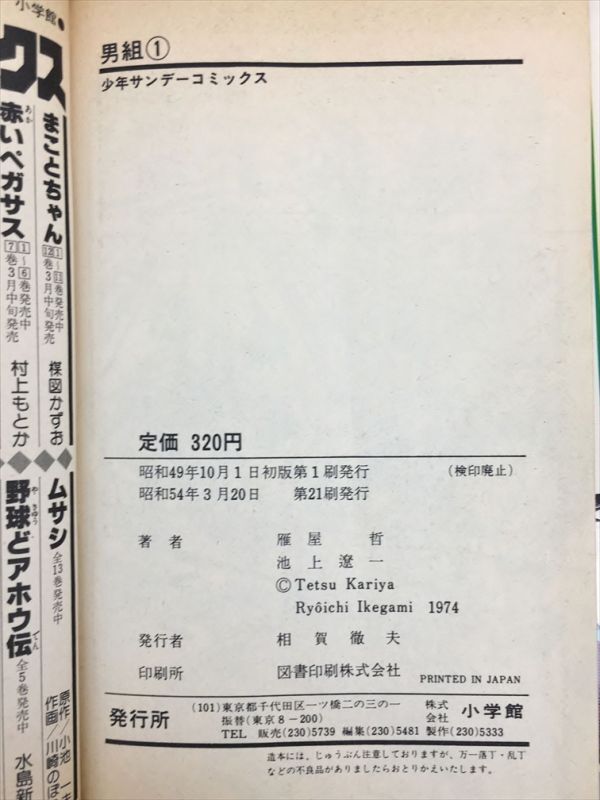 男組①
少年サンデーコミックス
定価 320円
昭和49年10月1日初版第1刷発行 (検印廃止)
昭和54年3月20日 第21刷発行
著者 雁屋 哲
池上遼一
© Tetsu Kariya
Ryôichi Ikegami 1974
発行者 相賀徹夫
印刷所 図書印刷株式会社 PRINTED IN JAPAN
発行所
(101)東京都千代田区一ツ橋二の三の一
振替(東京8-200)
TEL 販売(230)5739 編集(230)5481 製作(230)5333
株式会社 小学館
造本には、じゅうぶん注意しておりますが、万一落丁・乱丁
などの不良品がありましたらおとりかえいたします。
小学館●
クス
まことちゃん 1～11巻発売中 12巻3月中旬発売 楳図かずお
赤いペガサス 1～6巻発売中 7巻3月中旬発売 村上もとか
ムサシ 全13巻発売中 原作/小池一
作画/川崎のぼ
野球どアホウ伝 全5巻発売中 水島新